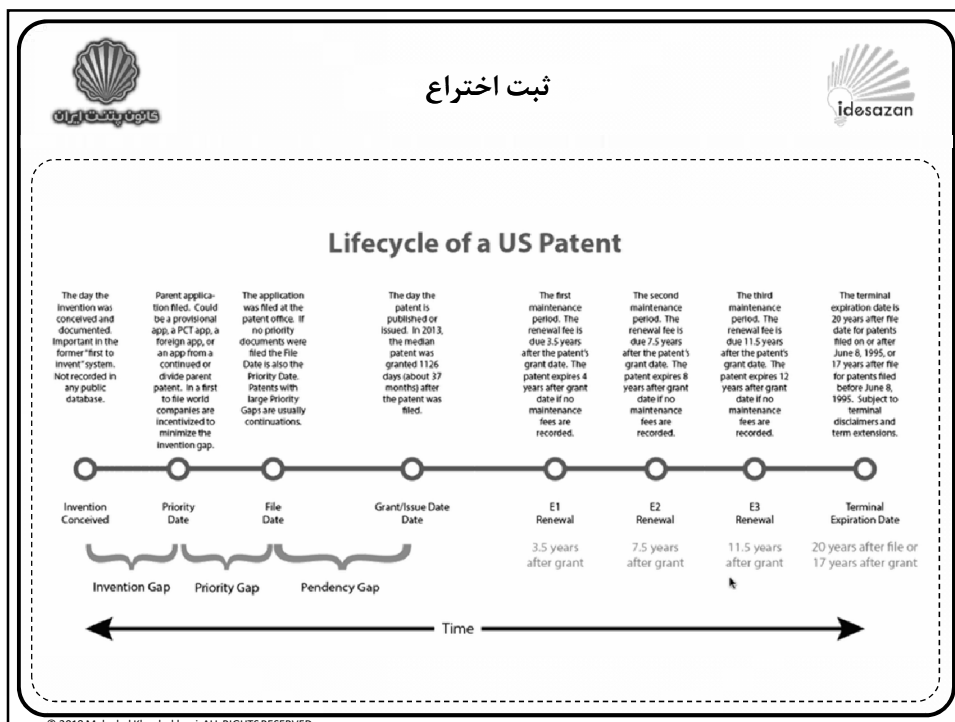 ثبت اختراع
کانون پتنت ایران
idesazan
Lifecycle of a US Patent
The day the
invention was
conceived and
documented.
Important in the
former "first to
invent" system.
Not recorded in
any public
database.
Parent applica-
tion filed. Could
be a provisional
app, a PCT app, a
foreign app, or
an app from a
continued or
divide parent
patent. In a first
to file world
companies are
incentivized to
minimize the
invention gap.
The application
was filed at the
patent office. If
no priority
documents were
filed the File
Date is also the
Priority Date.
Patents with
large Priority
Gaps are usually
continuations.
The day the
patent is
published or
issued. In 2013,
the median
patent was
granted 1126
days (about 37
months) after
the patent was
filed.
The first
maintenance
period. The
renewal fee is
due 3.5 years
after the patent's
grant date. The
patent expires 4
years after grant
date if no
maintenance
fees are
recorded.
The second
maintenance
period. The
renewal fee is
due 7.5 years
after the patent's
grant date. The
patent expires 8
years after grant
date if no
maintenance
fees are
recorded.
The third
maintenance
period. The
renewal fee is
due 11.5 years
after the patent's
grant date. The
patent expires 12
years after grant
date if no
maintenance
fees are
recorded.
The terminal
expiration date is
20 years after file
date for patents
filed on or after
June 8, 1995, or
17 years after file
for patents filed
before June 8,
1995. Subject to
terminal
disclaimers and
term extensions.
Invention
Conceived
Priority
Date
File
Date
Grant/Issue Date
Date
E1
Renewal
E2
Renewal
E3
Renewal
Terminal
Expiration Date
3.5 years
after grant
7.5 years
after grant
11.5 years
after grant
20 years after file or
17 years after grant
Invention Gap
Priority Gap
Pendency Gap
Time